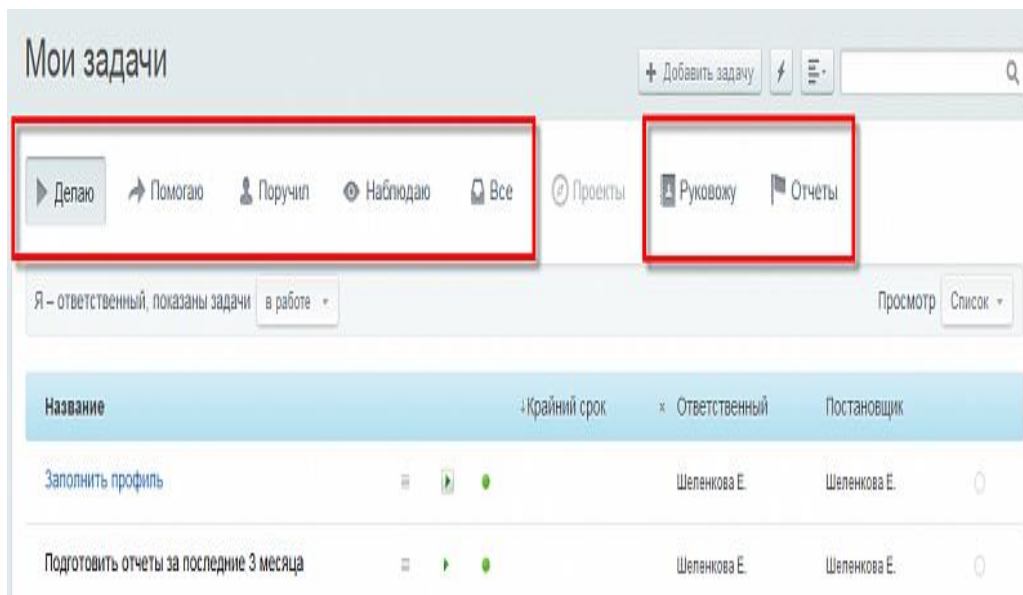 Мои задачи
+ Добавить задачу
Делаю Помогаю Поручил Наблюдаю Все Проекты Руковожу Отчеты
Я – ответственный, показаны задачи в работе Просмотр Список
Название ↓Крайний срок × Ответственный Постановщик
Заполнить профиль Шеленкова Е. Шеленкова Е.
Подготовить отчеты за последние 3 месяца Шеленкова Е. Шеленкова Е.